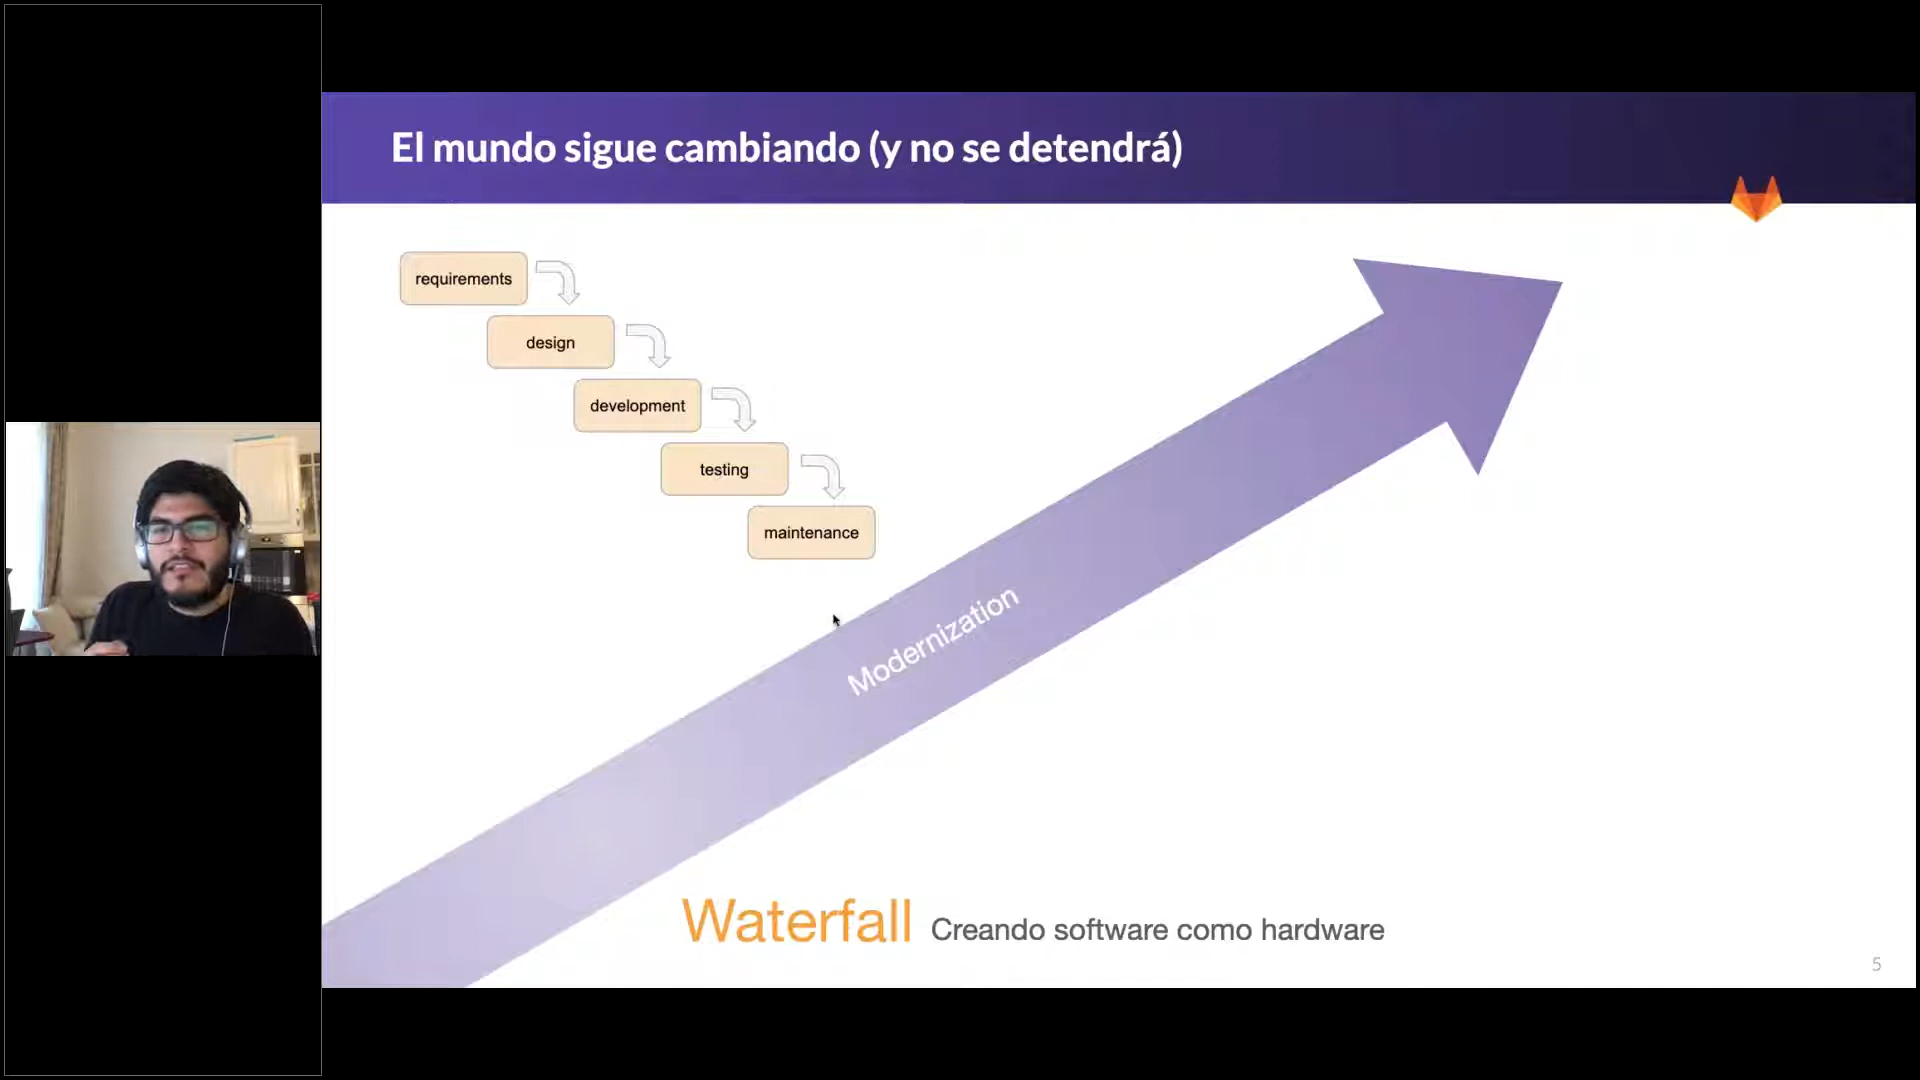 El mundo sigue cambiando (y no se detendrá)
requirements
design
development
testing
maintenance
Modernization
Waterfall Creando software como hardware
5